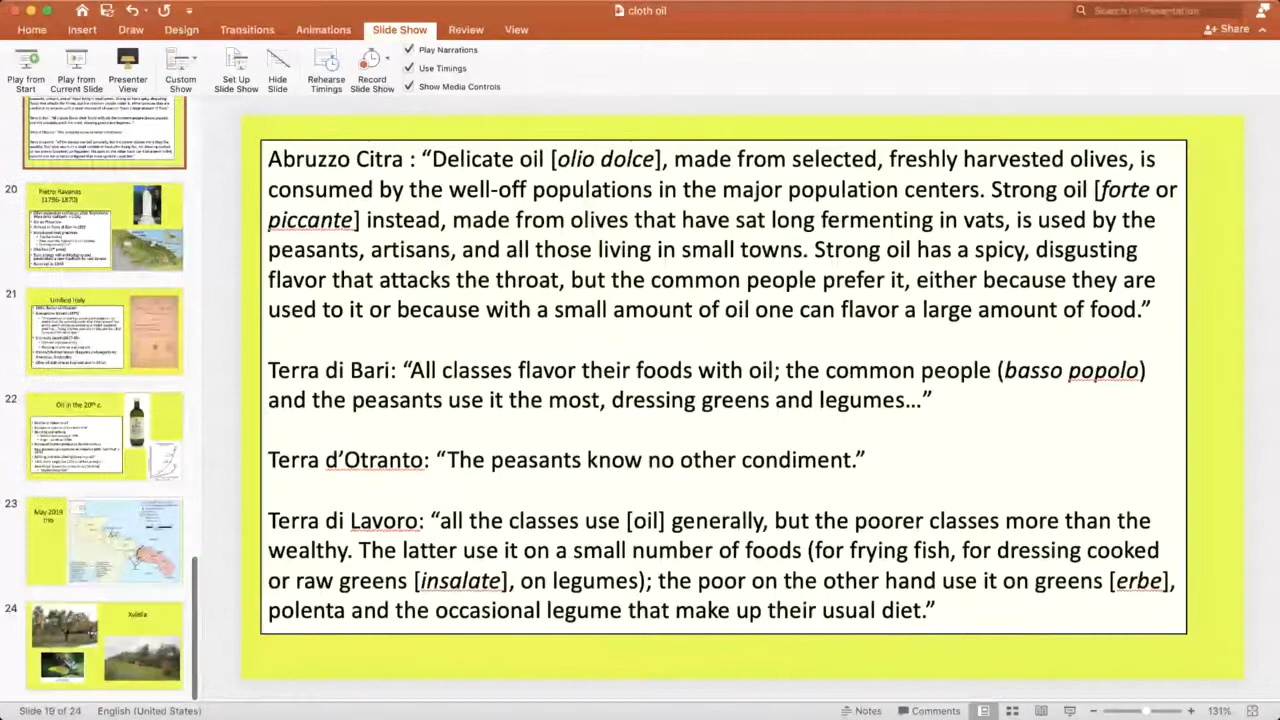 cloth oil
Search in Presentation
Home Insert Draw Design Transitions Animations Slide Show Review View Share
Play from Start
Play from Current Slide
Presenter View
Custom Show
Set Up Slide Show
Hide Slide
Rehearse Timings
Record Slide Show
Play Narrations
Use Timings
Show Media Controls
20
Pietro Ravanas
(1796-1870)
21
Unified Italy
22
Oil in the 20th c.
23
May 2019
24
Xylella
Abruzzo Citra : “Delicate oil [olio dolce], made from selected, freshly harvested olives, is
consumed by the well-off populations in the major population centers. Strong oil [forte or
piccante] instead, made from olives that have so long fermenting in vats, is used by the
peasants, artisans, and all those living in small towns. Strong oil has a spicy, disgusting
flavor that attacks the throat, but the common people prefer it, either because they are
used to it or because with a small amount of oil one can flavor a large amount of food.”
Terra di Bari: “All classes flavor their foods with oil; the common people (basso popolo)
and the peasants use it the most, dressing greens and legumes…”
Terra d’Otranto: “The peasants know no other condiment.”
Terra di Lavoro: “all the classes use [oil] generally, but the poorer classes more than the
wealthy. The latter use it on a small number of foods (for frying fish, for dressing cooked
or raw greens [insalate], on legumes); the poor on the other hand use it on greens [erbe],
polenta and the occasional legume that make up their usual diet.”
Slide 19 of 24 English (United States) Notes Comments 131%